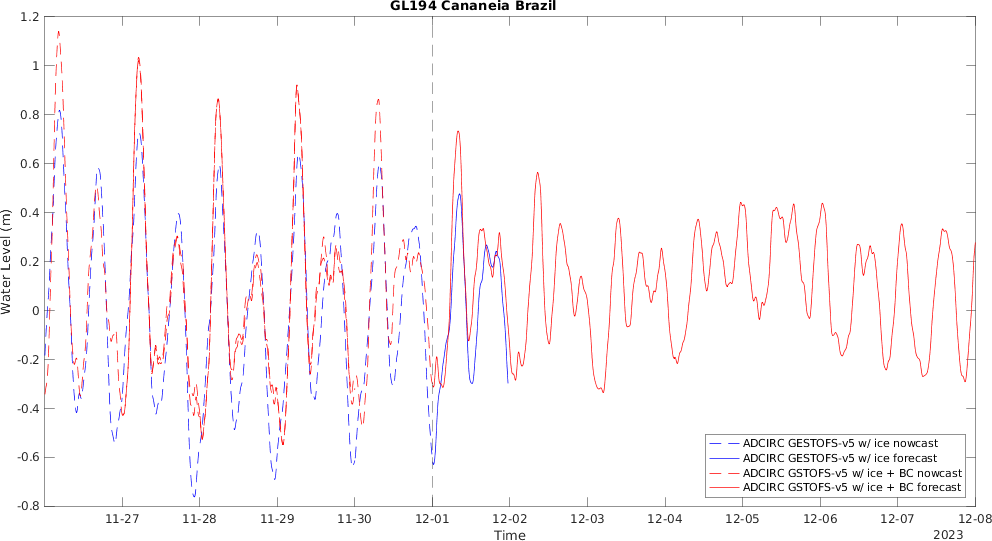 GL194 Cananeia Brazil
1.2
1
0.8
0.6
0.4
0.2
0
-0.2
-0.4
-0.6
-0.8
Water Level (m)
ADCIRC GESTOFS-v5 w/ ice nowcast
ADCIRC GESTOFS-v5 w/ ice forecast
ADCIRC GSTOFS-v5 w/ ice + BC nowcast
ADCIRC GSTOFS-v5 w/ ice + BC forecast
11-27 11-28 11-29 11-30 12-01 12-02 12-03 12-04 12-05 12-06 12-07 12-08
Time
2023